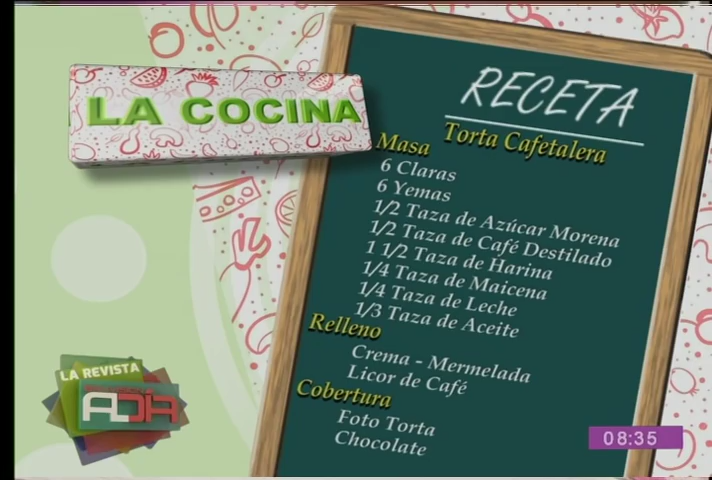 LA COCINA
RECETA
Torta Cafetalera
Masa
6 Claras
6 Yemas
1/2 Taza de Azúcar Morena
1/2 Taza de Café Destilado
1 1/2 Taza de Harina
1/4 Taza de Maicena
1/4 Taza de Leche
1/3 Taza de Aceite
Relleno
Crema - Mermelada
Licor de Café
Cobertura
Foto Torta
Chocolate
LA REVISTA
08:35